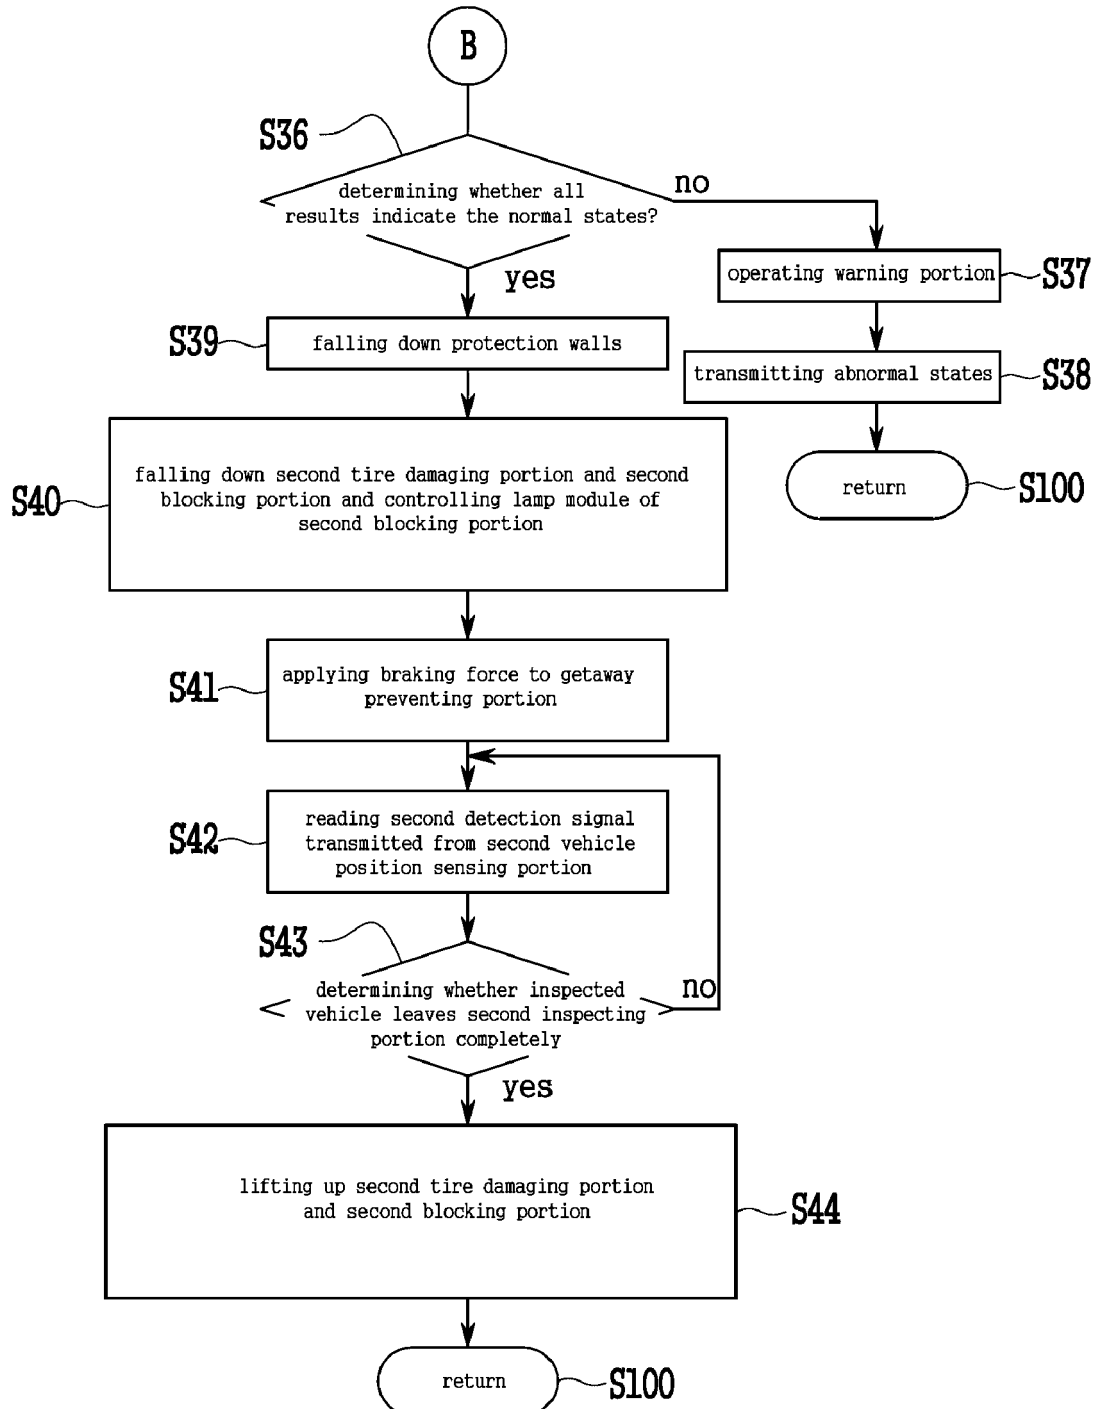 B
S36
determining whether all
results indicate the normal states?
no
yes
operating warning portion
S37
S39
falling down protection walls
transmitting abnormal states
S38
falling down second tire damaging portion and second
blocking portion and controlling lamp module of
second blocking portion
S40
return
S100
applying braking force to getaway
preventing portion
S41
reading second detection signal
transmitted from second vehicle
position sensing portion
S42
S43
determining whether inspected
vehicle leaves second inspecting
portion completely
no
yes
lifting up second tire damaging portion
and second blocking portion
S44
return
S100